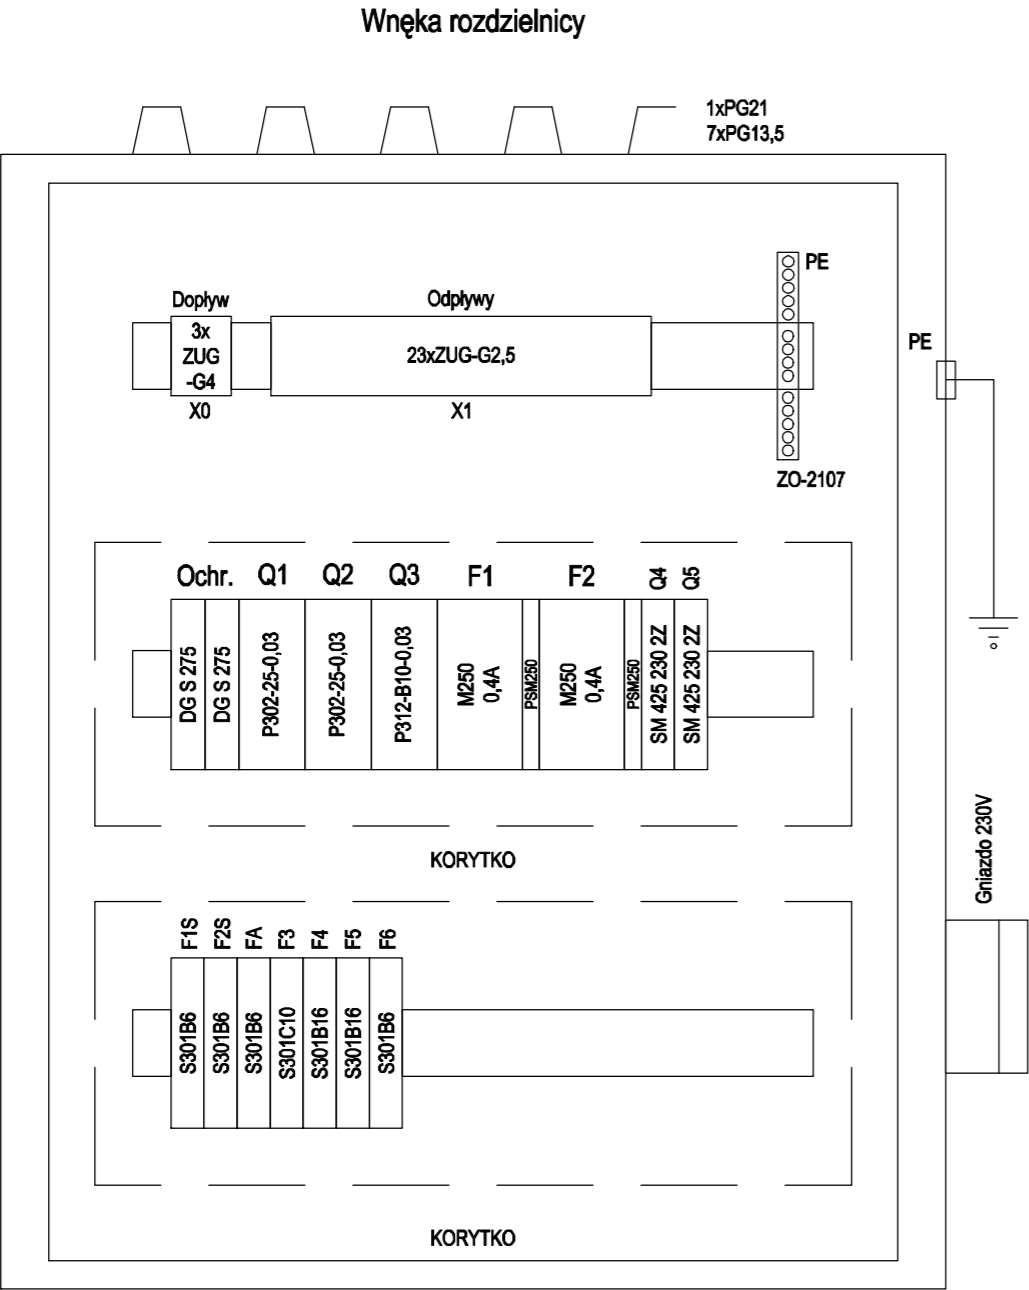 Wnęka rozdzielnicy
1xPG21
7xPG13,5
PE
Dopływ
Odpływy
3x
ZUG
-G4
23xZUG-G2,5
X0
X1
ZO-2107
PE
Ochr.
Q1
Q2
Q3
F1
F2
Q4
Q5
DG S 275
DG S 275
P302-25-0,03
P302-25-0,03
P312-B10-0,03
M250
0,4A
PSM250
M250
0,4A
PSM250
SM 425 230 2Z
SM 425 230 2Z
KORYTKO
Gniazdo 230V
F1S
F2S
FA
F3
F4
F5
F6
S301B6
S301B6
S301B6
S301C10
S301B16
S301B16
S301B6
KORYTKO